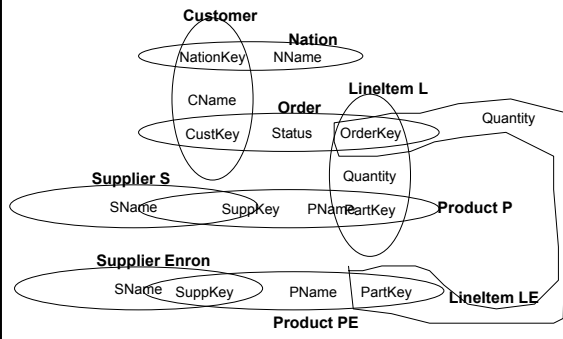 Customer
Nation
NationKey NName
LineItem L
CName
Order
Quantity
CustKey Status OrderKey
Supplier S
Quantity
SName SuppKey PName PartKey Product P
Supplier Enron
SName SuppKey PName PartKey LineItem LE
Product PE